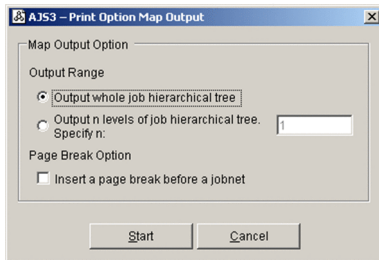 AJS3 – Print Option Map Output
Map Output Option
Output Range
Output whole job hierarchical tree
Output n levels of job hierarchical tree.
Specify n:
1
Page Break Option
Insert a page break before a jobnet
Start
Cancel